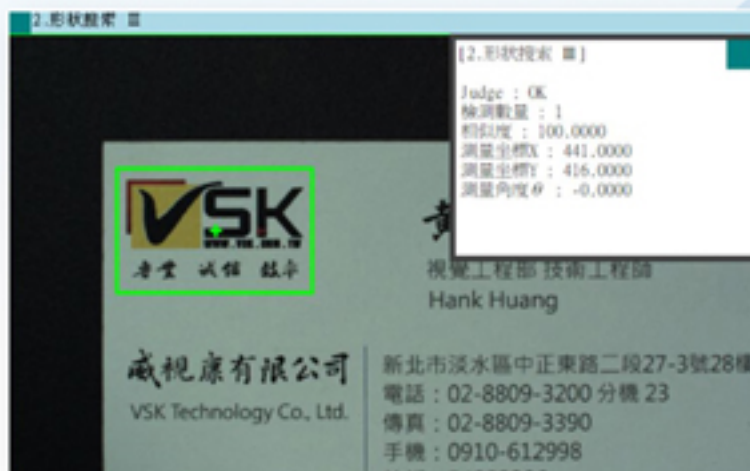 2.形狀搜索 Ⅲ
[2.形狀搜索 Ⅲ]
Judge : OK
檢測數量 : 1
相似度 : 100.0000
測量坐標X : 441.0000
測量坐標Y : 416.0000
測量角度θ : -0.0000
VSK
專業 誠信 效率
黃
視覺工程部 技術工程師
Hank Huang
威視康有限公司
VSK Technology Co., Ltd.
新北市淡水區中正東路二段27-3號28樓
電話：02-8809-3200 分機 23
傳真：02-8809-3390
手機：0910-612998